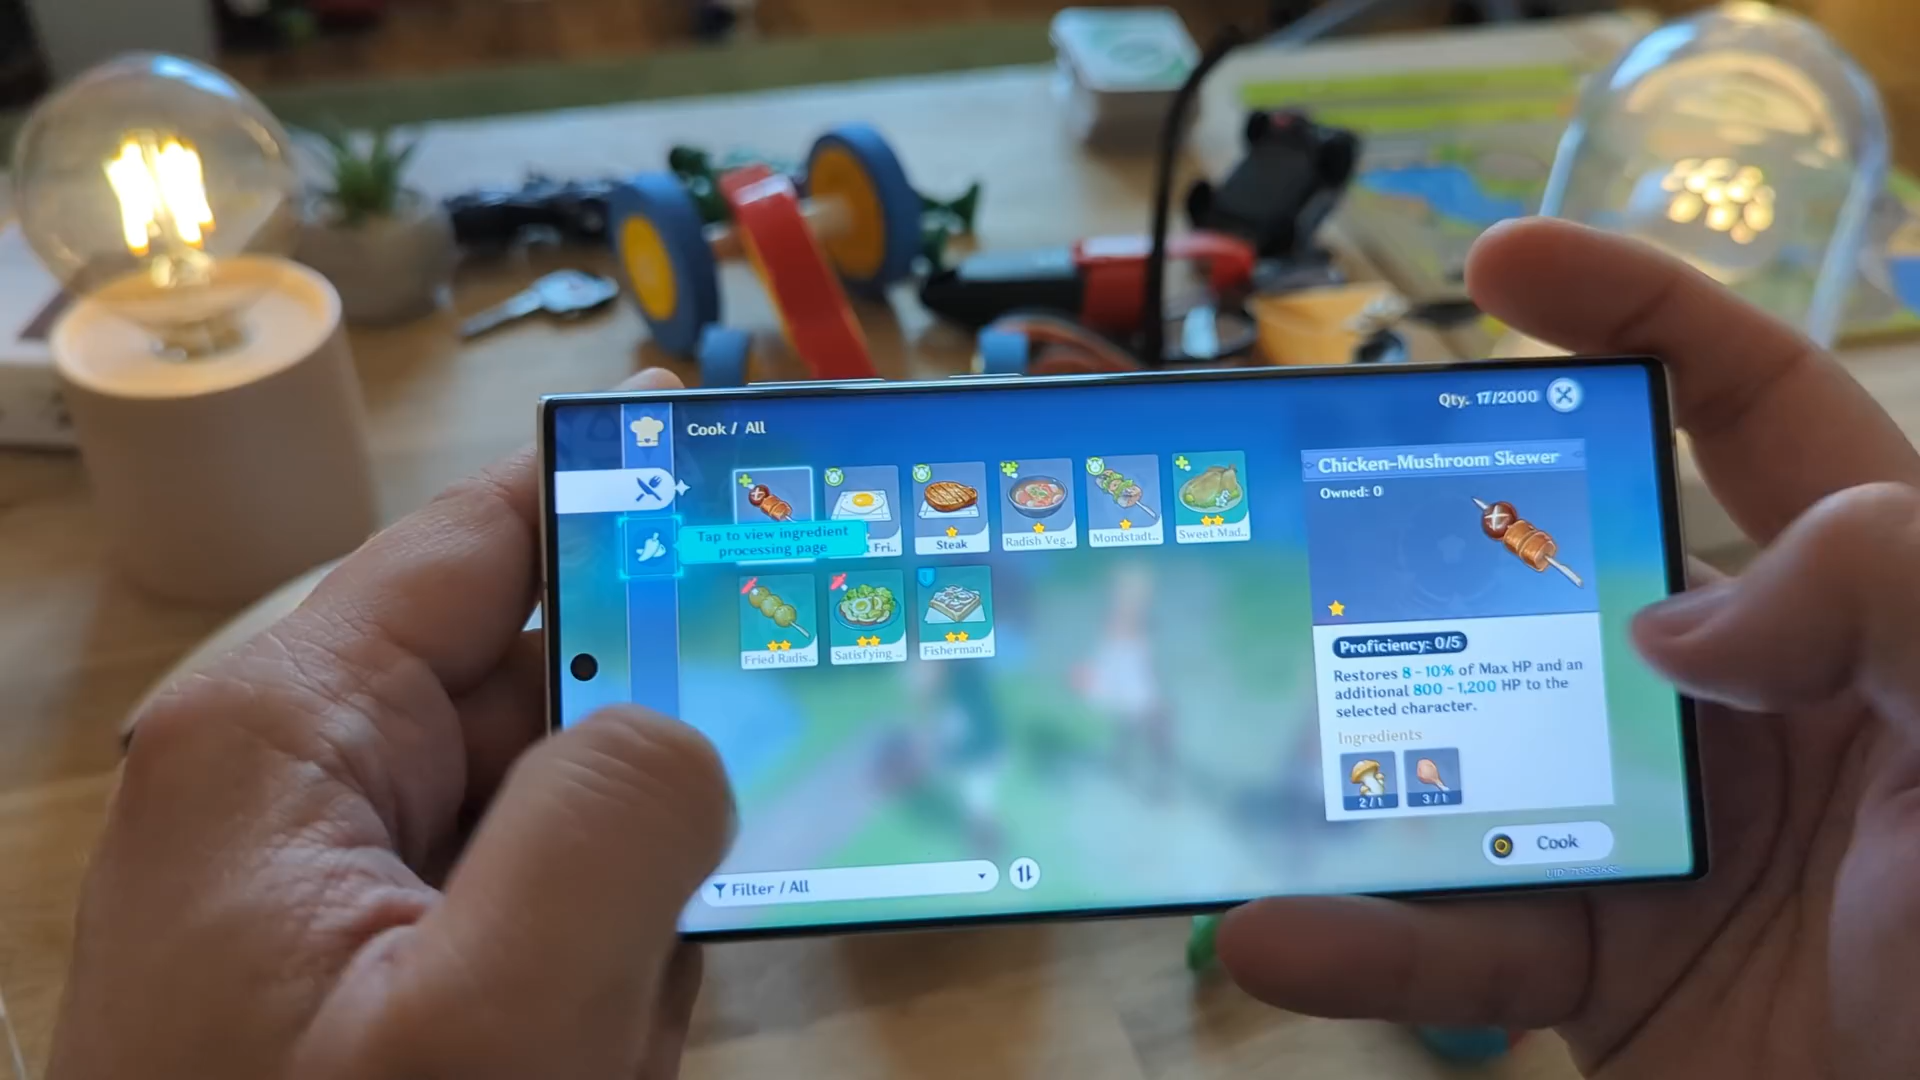 Qty. 17/2000
Cook / All
Tap to view ingredient
processing page
t Fri..
Steak
Radish Veg..
Mondstadt..
Sweet Mad..
Fried Radis..
Satisfying ..
Fisherman'..
Chicken-Mushroom Skewer
Owned: 0
Proficiency: 0/5
Restores 8 - 10% of Max HP and an
additional 800 - 1,200 HP to the
selected character.
Ingredients
2/1
3/1
Cook
Filter / All